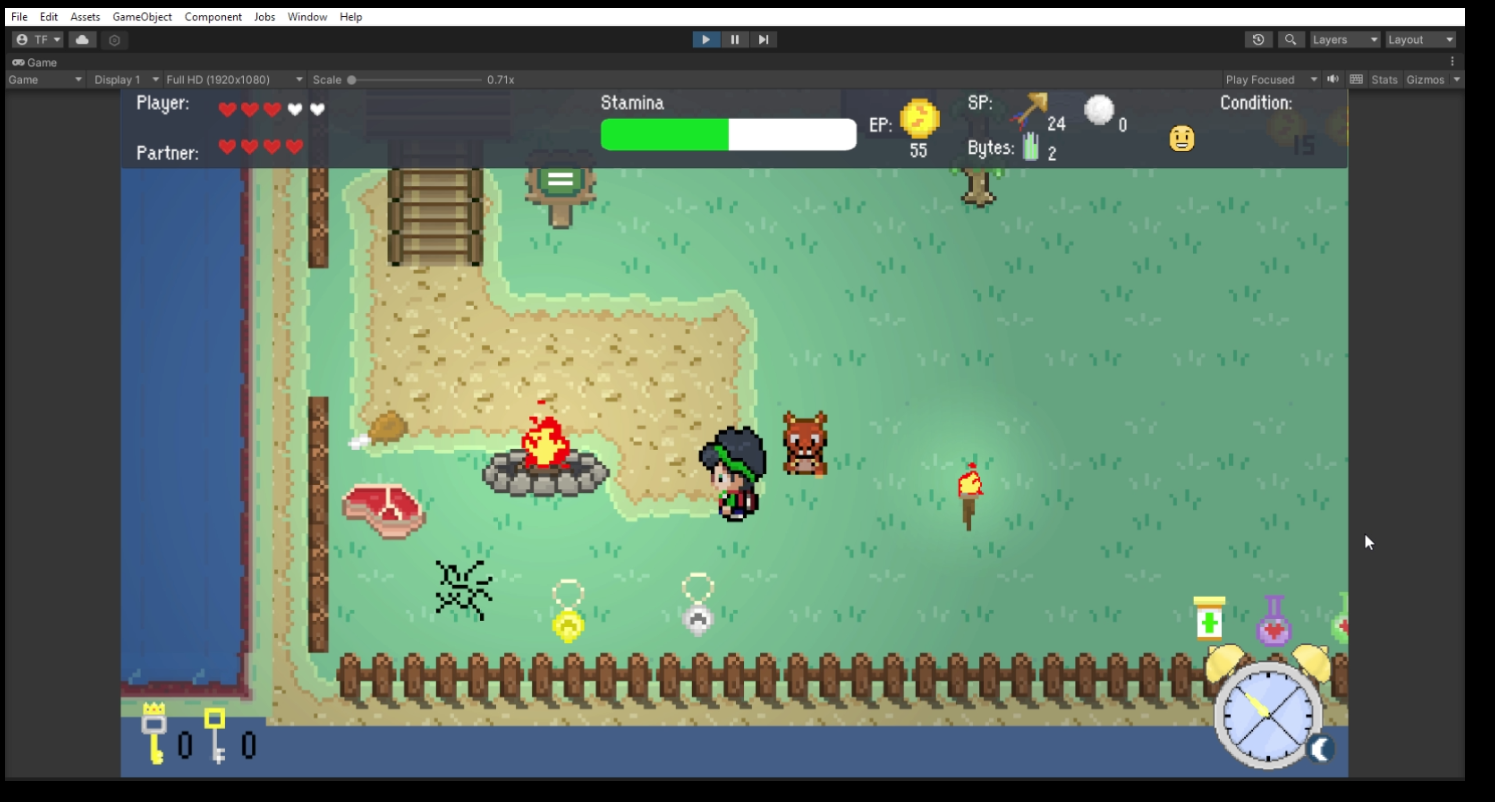 File Edit Assets GameObject Component Jobs Window Help
TF Layers Layout
Game
Game Display 1 Full HD (1920x1080) Scale 0.71x Play Focused Stats Gizmos
Player: Stamina SP: 24 0 Condition:
EP: 55
Partner: Bytes: 2 15
0 0